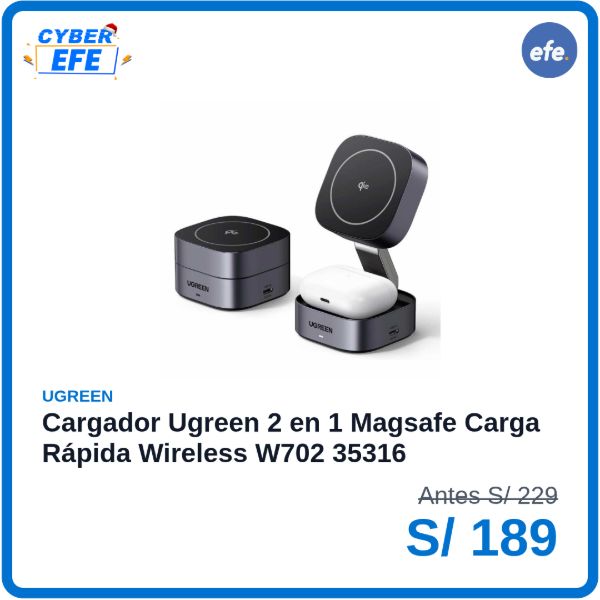 CYBER
EFE
efe.
UGREEN
UGREEN
UGREEN
Cargador Ugreen 2 en 1 Magsafe Carga
Rápida Wireless W702 35316
Antes S/ 229
S/ 189